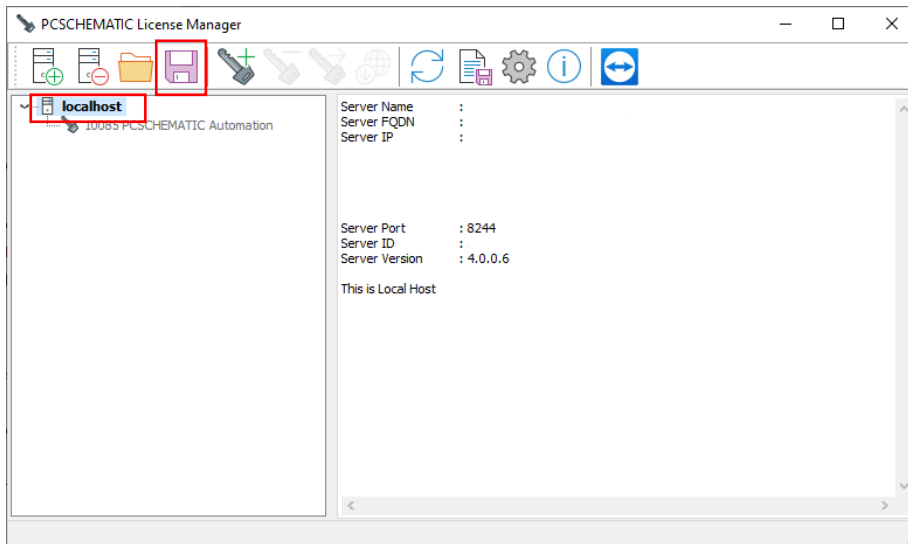 PCSCHEMATIC License Manager
localhost
10085 PCSCHEMATIC Automation
Server Name :
Server FQDN :
Server IP :
Server Port : 8244
Server ID :
Server Version : 4.0.0.6
This is Local Host